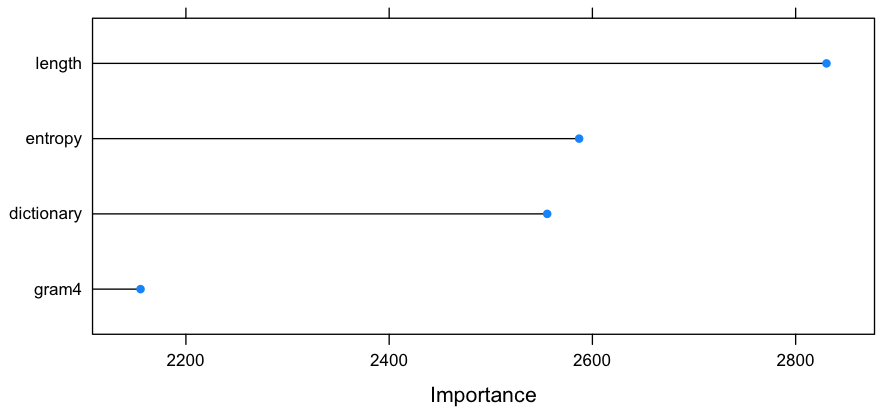 length
entropy
dictionary
gram4
2200 2400 2600 2800
Importance